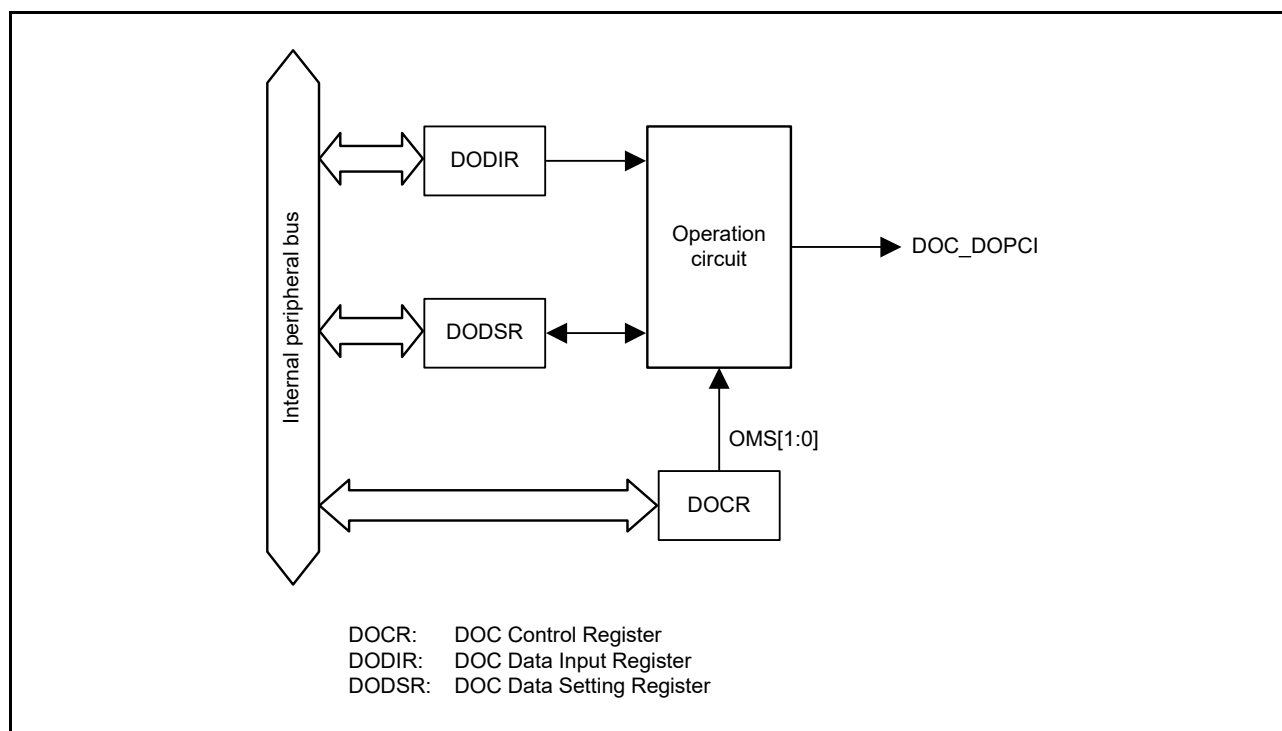 Internal peripheral bus
DODIR
Operation
circuit
DOC_DOPCI
DODSR
OMS[1:0]
DOCR
DOCR: DOC Control Register
DODIR: DOC Data Input Register
DODSR: DOC Data Setting Register